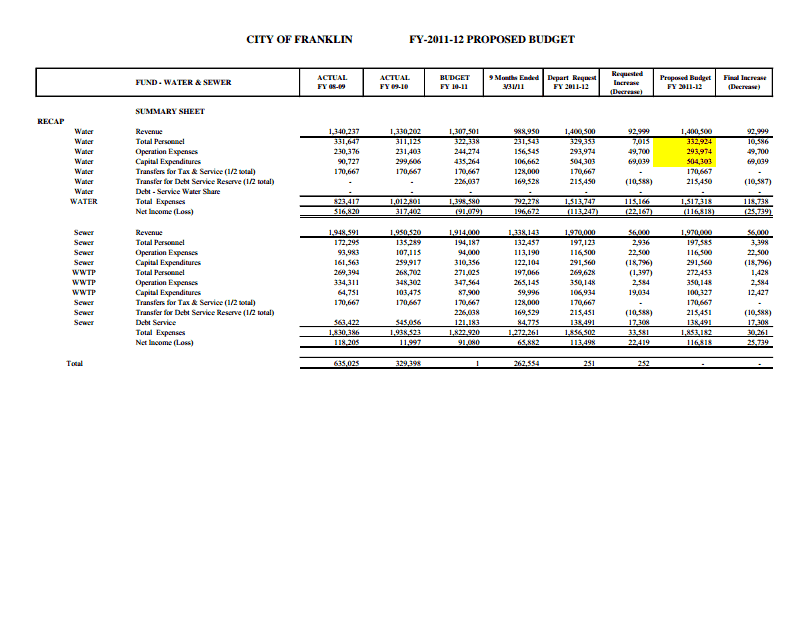 CITY OF FRANKLIN FY-2011-12 PROPOSED BUDGET
FUND - WATER & SEWER ACTUAL FY 08-09 ACTUAL FY 09-10 BUDGET FY 10-11 9 Months Ended 3/31/11 Depart Request FY 2011-12 Requested Increase (Decrease) Proposed Budget FY 2011-12 Final Increase (Decrease)
SUMMARY SHEET
RECAP
Water Revenue 1,340,237 1,330,202 1,307,501 988,950 1,400,500 92,999 1,400,500 92,999
Water Total Personnel 331,647 311,125 322,338 231,543 329,353 7,015 332,924 10,586
Water Operation Expenses 230,376 231,403 244,274 156,545 293,974 49,700 293,974 49,700
Water Capital Expenditures 90,727 299,606 435,264 106,662 504,303 69,039 504,303 69,039
Water Transfers for Tax & Service (1/2 total) 170,667 170,667 170,667 128,000 170,667 - 170,667 -
Water Transfer for Debt Service Reserve (1/2 total) - - 226,037 169,528 215,450 (10,588) 215,450 (10,587)
Water Debt - Service Water Share - - - - - - - -
WATER Total Expenses 823,417 1,012,801 1,398,580 792,278 1,513,747 115,166 1,517,318 118,738
Net Income (Loss) 516,820 317,402 (91,079) 196,672 (113,247) (22,167) (116,818) (25,739)
Sewer Revenue 1,948,591 1,950,520 1,914,000 1,338,143 1,970,000 56,000 1,970,000 56,000
Sewer Total Personnel 172,295 135,289 194,187 132,457 197,123 2,936 197,585 3,398
Sewer Operation Expenses 93,983 107,115 94,000 113,190 116,500 22,500 116,500 22,500
Sewer Capital Expenditures 161,563 259,917 310,356 122,104 291,560 (18,796) 291,560 (18,796)
WWTP Total Personnel 269,394 268,702 271,025 197,066 269,628 (1,397) 272,453 1,428
WWTP Operation Expenses 334,311 348,302 347,564 265,145 350,148 2,584 350,148 2,584
WWTP Capital Expenditures 64,751 103,475 87,900 59,996 106,934 19,034 100,327 12,427
Sewer Transfers for Tax & Service (1/2 total) 170,667 170,667 170,667 128,000 170,667 - 170,667 -
Sewer Transfer for Debt Service Reserve (1/2 total) 226,038 169,529 215,451 (10,588) 215,451 (10,588)
Sewer Debt Service 563,422 545,056 121,183 84,775 138,491 17,308 138,491 17,308
Total Expenses 1,830,386 1,938,523 1,822,920 1,272,261 1,856,502 33,581 1,853,182 30,261
Net Income (Loss) 118,205 11,997 91,080 65,882 113,498 22,419 116,818 25,739
Total 635,025 329,398 1 262,554 251 252 - -